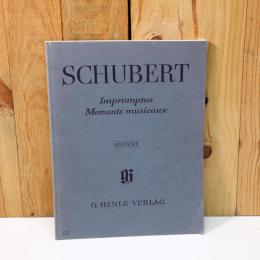 SCHUBERT
Impromptus
Moments musicaux
URTEXT
G. HENLE VERLAG